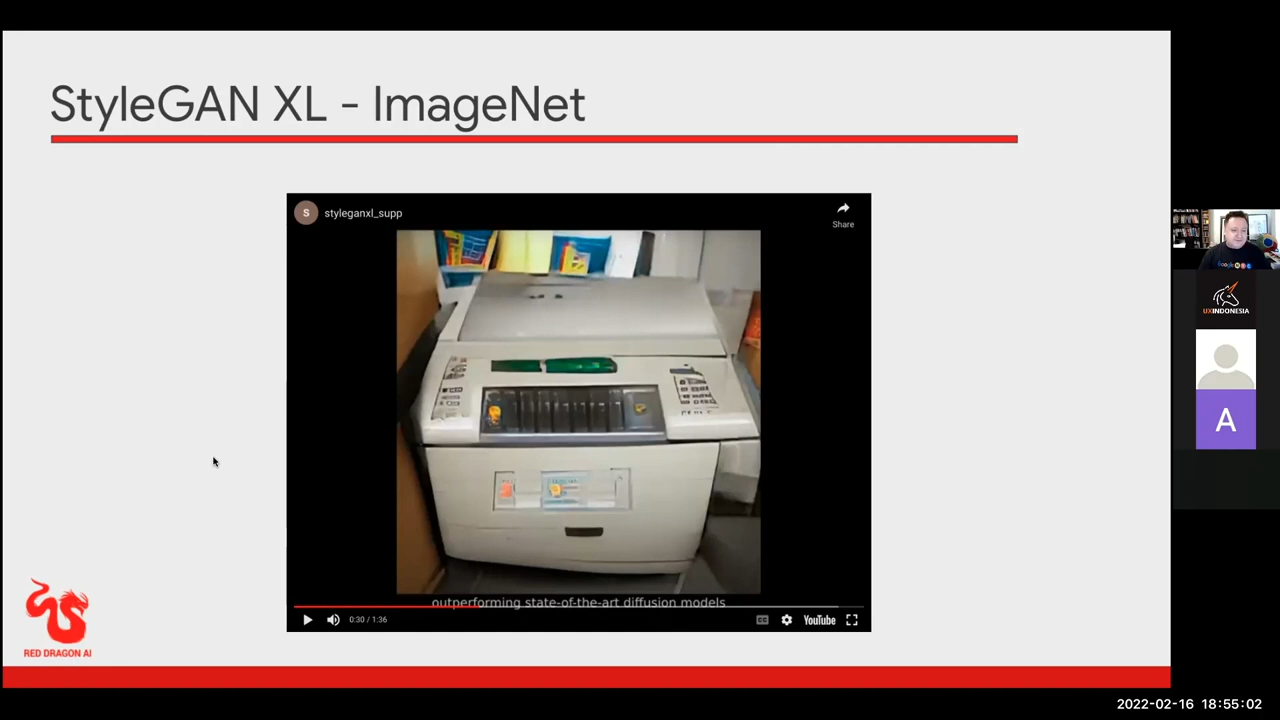 StyleGAN XL - ImageNet
S
styleganxl_supp
Share
outperforming state-of-the-art diffusion models
0:30 / 1:36
CC
YouTube
RED DRAGON AI
UXINDONESIA
A
2022-02-16 18:55:02